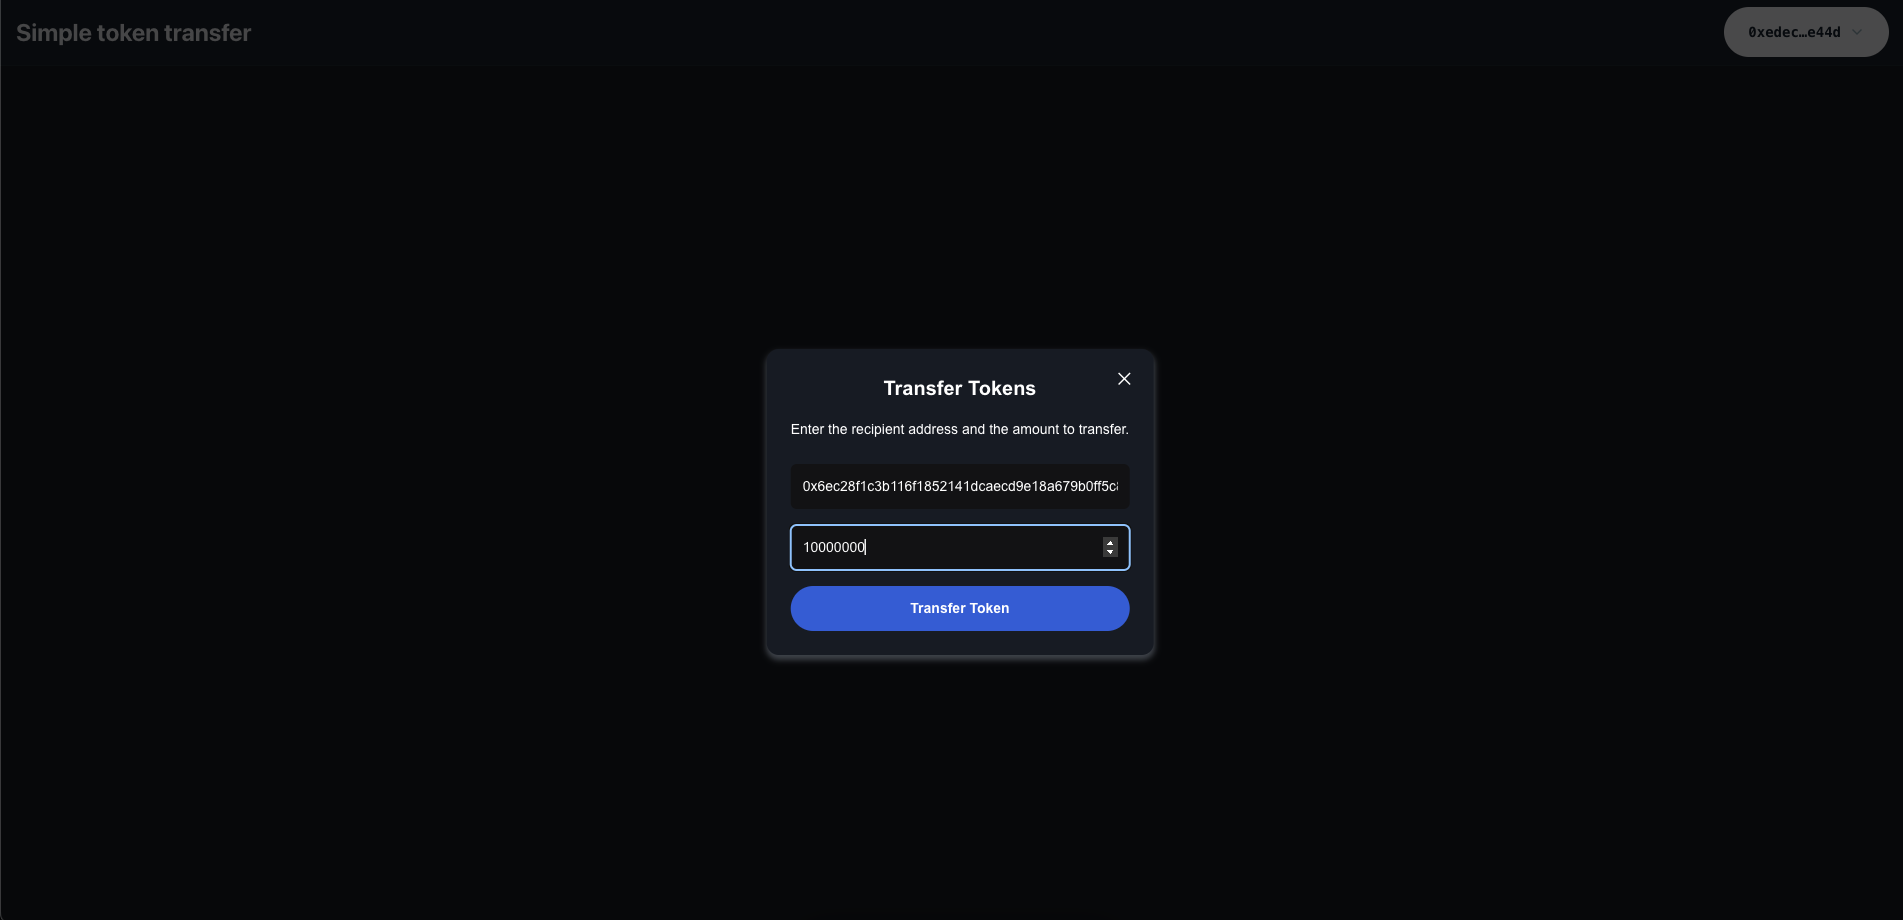 Simple token transfer
0xedec…e44d
Transfer Tokens
Enter the recipient address and the amount to transfer.
0x6ec28f1c3b116f1852141dcaecd9e18a679b0ff5c
10000000
Transfer Token